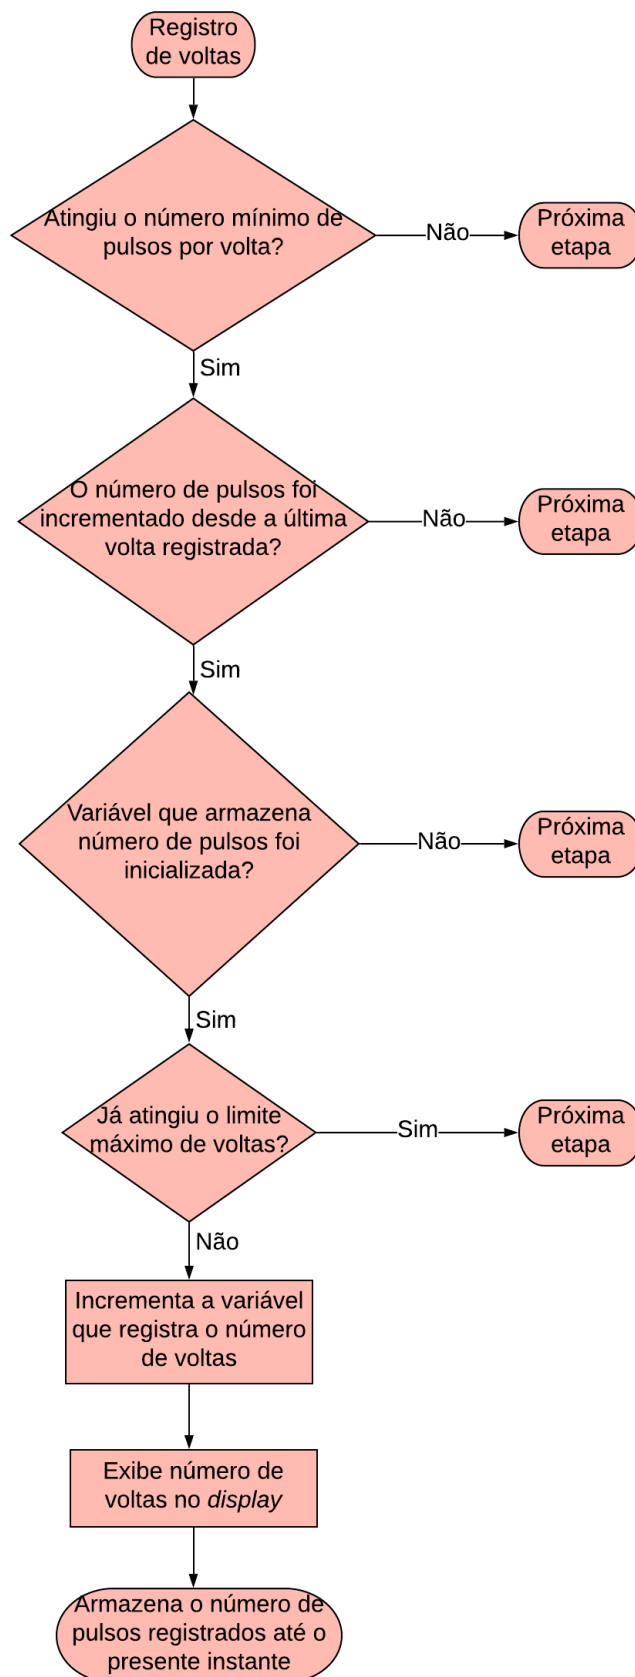 Registro
de voltas
Atingiu o número mínimo de
pulsos por volta?
Não
Próxima
etapa
Sim
O número de pulsos foi
incrementado desde a última
volta registrada?
Não
Próxima
etapa
Sim
Variável que armazena
número de pulsos foi
inicializada?
Não
Próxima
etapa
Sim
Já atingiu o limite
máximo de voltas?
Sim
Próxima
etapa
Não
Incrementa a variável
que registra o número
de voltas
Exibe número de
voltas no display
Armazena o número de
pulsos registrados até o
presente instante